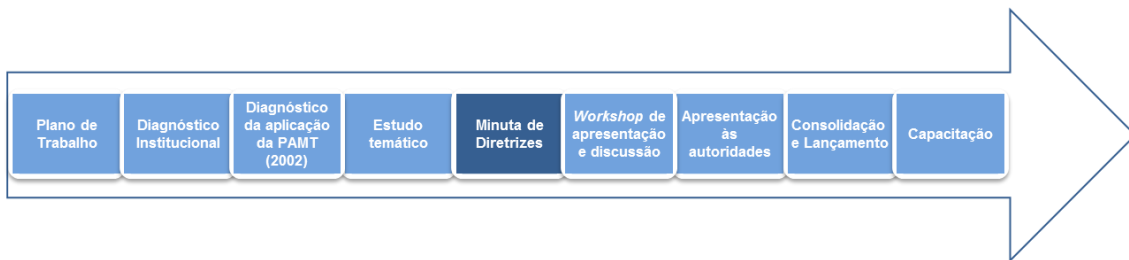 Plano de
Trabalho
Diagnóstico
Institucional
Diagnóstico
da aplicação
da PAMT
(2002)
Estudo
temático
Minuta de
Diretrizes
Workshop de
apresentação
e discussão
Apresentação
às
autoridades
Consolidação
e Lançamento
Capacitação